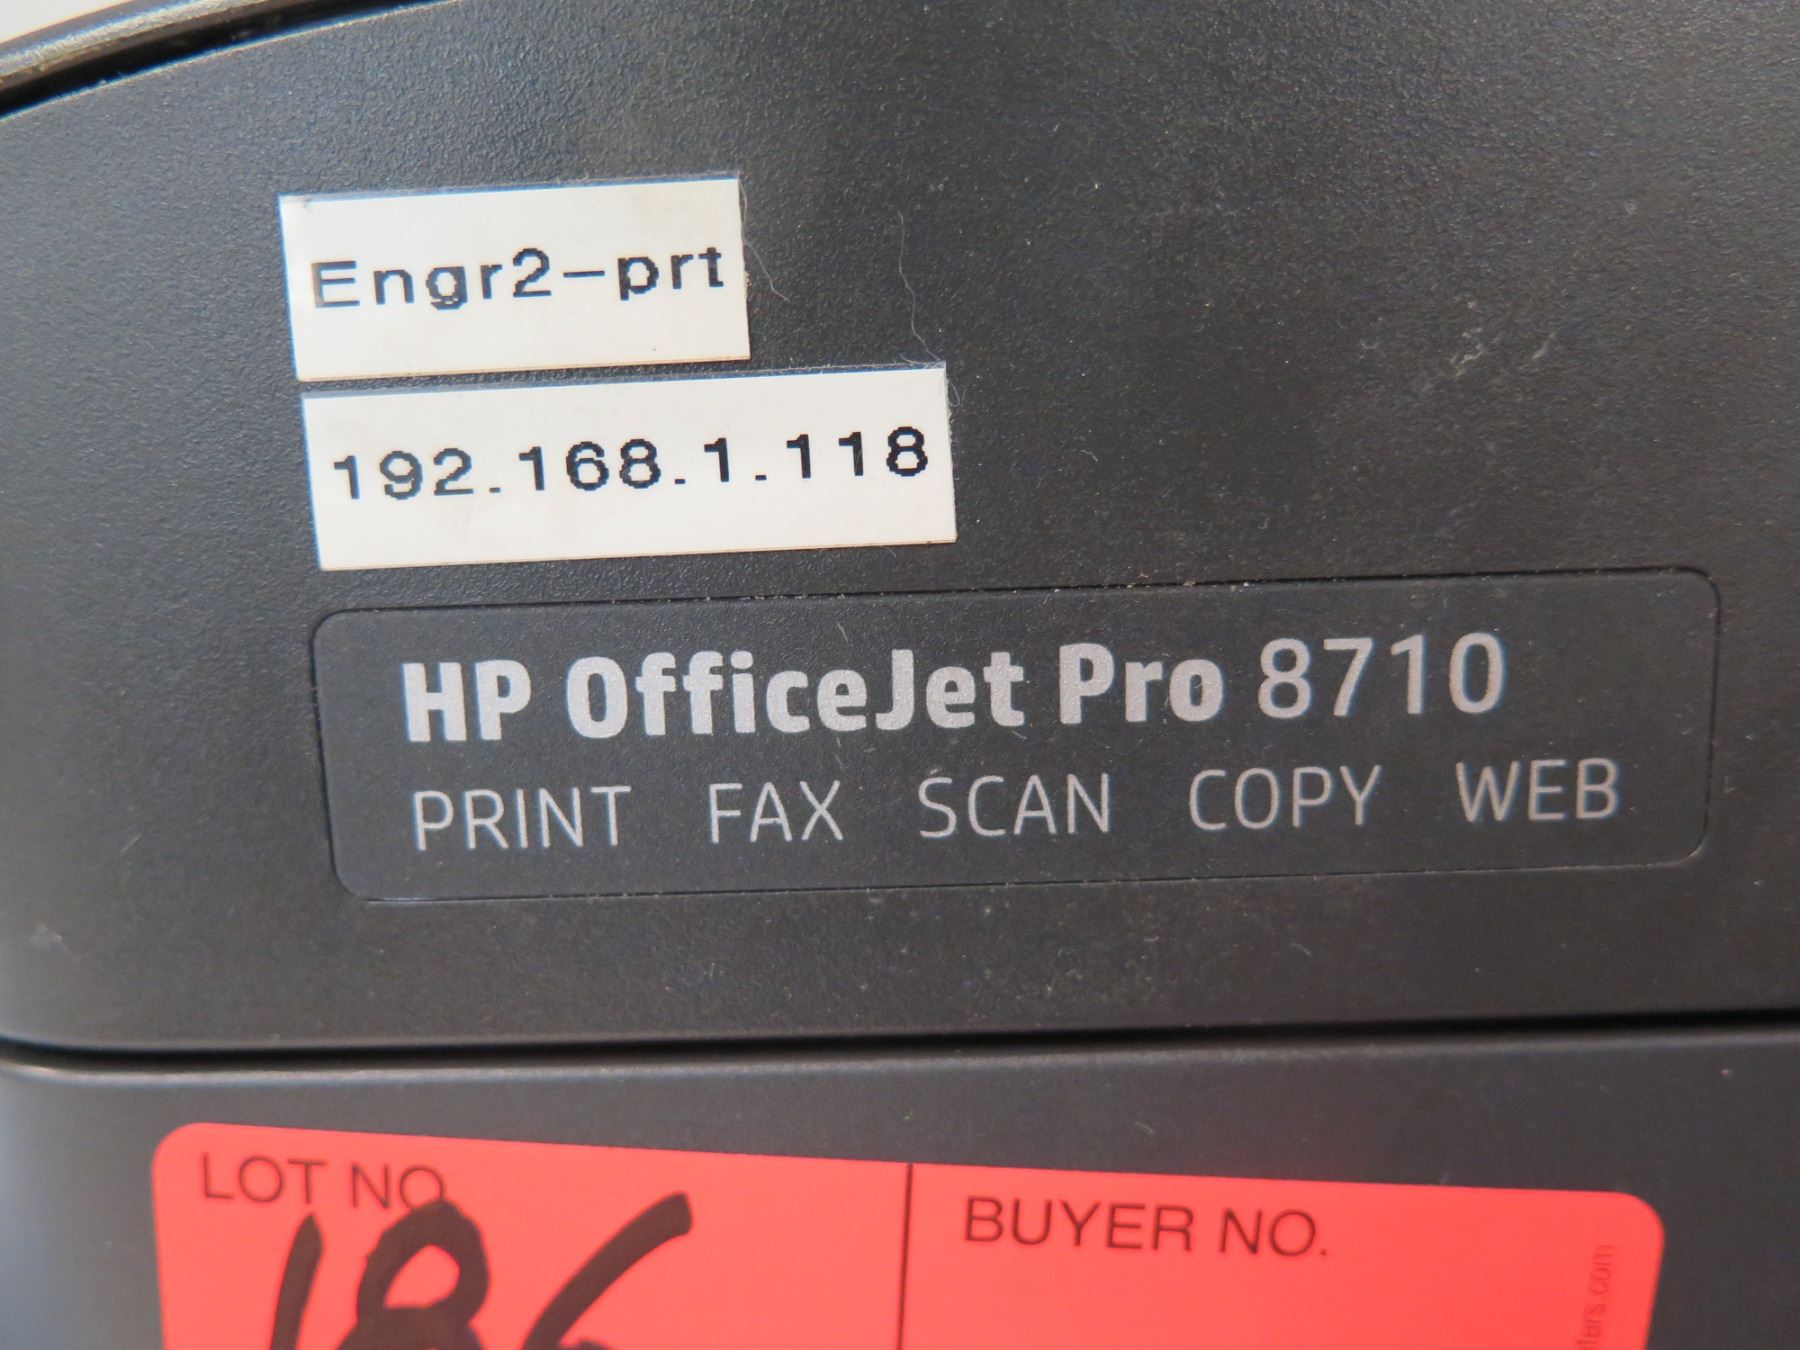 Engr2-prt
192.168.1.118
HP OfficeJet Pro 8710
PRINT FAX SCAN COPY WEB
LOT NO.
BUYER NO.
186